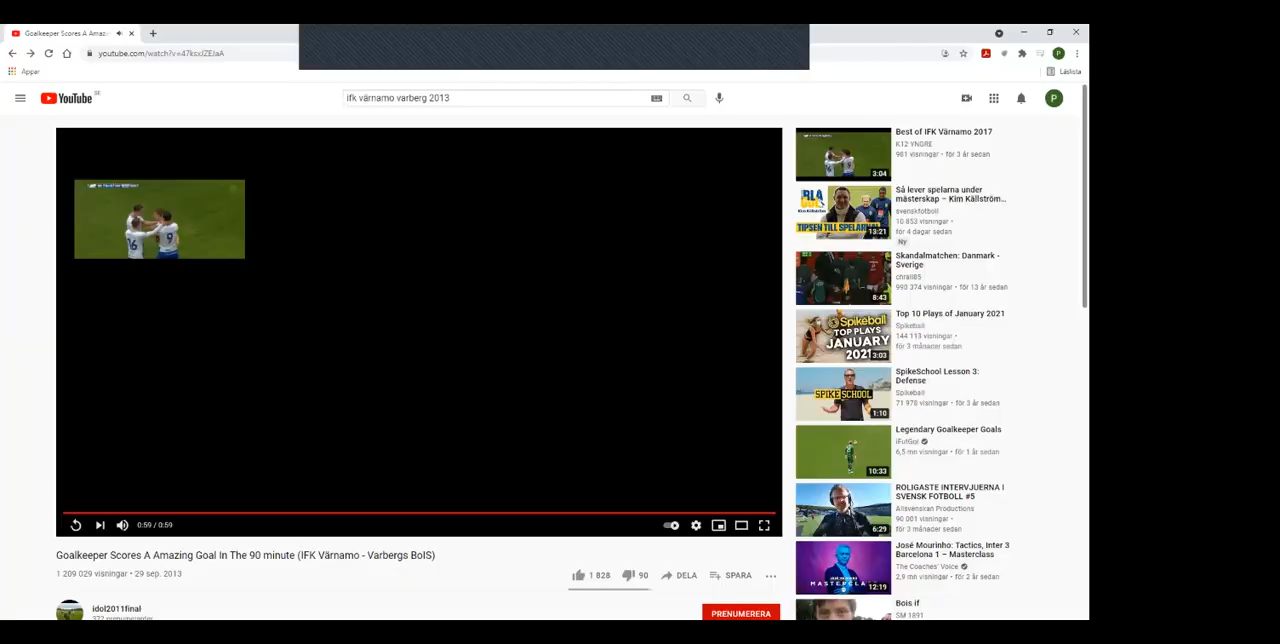 Goalkeeper Scores A Amaz
youtube.com/watch?v=47ksxJZEJaA
Appar
Läslista
YouTube SE
ifk värnamo varberg 2013
P
P
16
9
0:59 / 0:59
Goalkeeper Scores A Amazing Goal In The 90 minute (IFK Värnamo - Varbergs BoIS)
1 209 029 visningar • 29 sep. 2013
1 828
90
DELA
SPARA
idol2011final
PRENUMERERA
3:04
Best of IFK Värnamo 2017
K12 YNGRE
981 visningar • för 3 år sedan
BLÅ
GUL
TIPSEN TILL SPELARNA
13:21
Så lever spelarna under
mästerskap – Kim Källström...
svenskfotboll
10 853 visningar •
för 4 dagar sedan
Ny
8:43
Skandalmatchen: Danmark -
Sverige
chrall85
990 374 visningar • för 13 år sedan
Spikeball
TOP PLAYS
JANUARY
2021
3:03
Top 10 Plays of January 2021
Spikeball
144 113 visningar •
för 3 månader sedan
SPIKE SCHOOL
1:10
SpikeSchool Lesson 3:
Defense
Spikeball
71 978 visningar • för 3 år sedan
10:33
Legendary Goalkeeper Goals
iFutGol
6,5 mn visningar • för 1 år sedan
6:29
ROLIGASTE INTERVJUERNA I
SVENSK FOTBOLL #5
Allsvenskan Productions
90 001 visningar •
för 3 månader sedan
MASTERCLA
12:19
José Mourinho: Tactics, Inter 3
Barcelona 1 – Masterclass
The Coaches' Voice
2,9 mn visningar • för 2 år sedan
Bois if
SM 1891